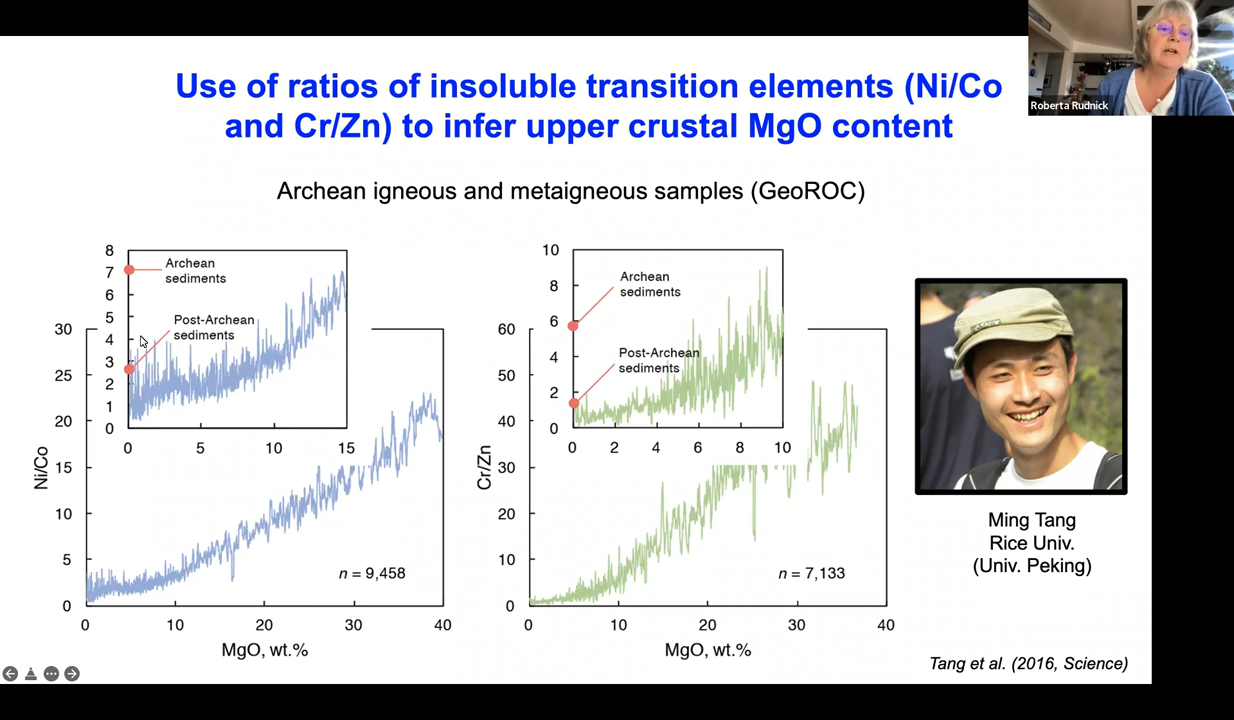 Roberta Rudnick
Use of ratios of insoluble transition elements (Ni/Co
and Cr/Zn) to infer upper crustal MgO content
Archean igneous and metaigneous samples (GeoROC)
8
7
6
5
4
3
2
1
0
0
5
10
15
Archean
sediments
Post-Archean
sediments
30
25
20
15
10
5
0
Ni/Co
n = 9,458
0
10
20
30
40
MgO, wt.%
10
8
6
4
2
0
0
2
4
6
8
10
Archean
sediments
Post-Archean
sediments
60
50
40
30
20
10
0
Cr/Zn
n = 7,133
0
10
20
30
40
MgO, wt.%
Ming Tang
Rice Univ.
(Univ. Peking)
Tang et al. (2016, Science)